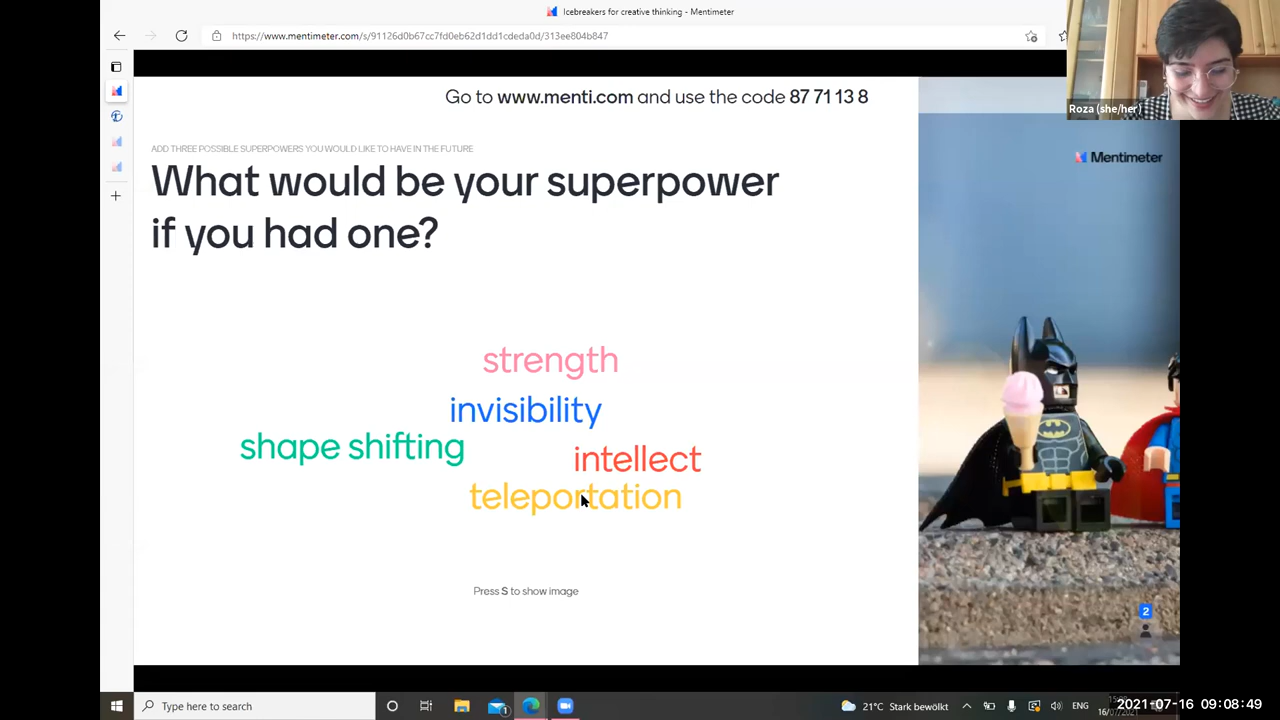 Icebreakers for creative thinking - Mentimeter
https://www.mentimeter.com/s/91126d0b67cc7fd0eb62d1dd1cdeda0d/313ee804b847
Roza (she/her)
Go to www.menti.com and use the code 87 71 13 8
Mentimeter
ADD THREE POSSIBLE SUPERPOWERS YOU WOULD LIKE TO HAVE IN THE FUTURE
What would be your superpower
if you had one?
strength
invisibility
shape shifting
intellect
teleportation
Press S to show image
2
Type here to search
1
21°C Stark bewölkt
ENG
2021-07-16 09:08:49